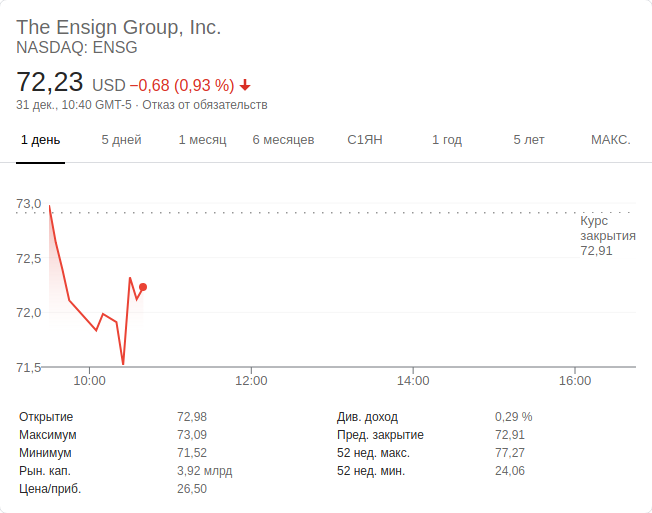 The Ensign Group, Inc.
NASDAQ: ENSG
72,23 USD −0,68 (0,93 %)
31 дек., 10:40 GMT-5 · Отказ от обязательств
1 день 5 дней 1 месяц 6 месяцев С1ЯН 1 год 5 лет МАКС.
73,0
Курс
закрытия
72,91
72,5
72,0
71,5
10:00 12:00 14:00 16:00
Открытие 72,98 Див. доход 0,29 %
Максимум 73,09 Пред. закрытие 72,91
Минимум 71,52 52 нед. макс. 77,27
Рын. кап. 3,92 млрд 52 нед. мин. 24,06
Цена/приб. 26,50